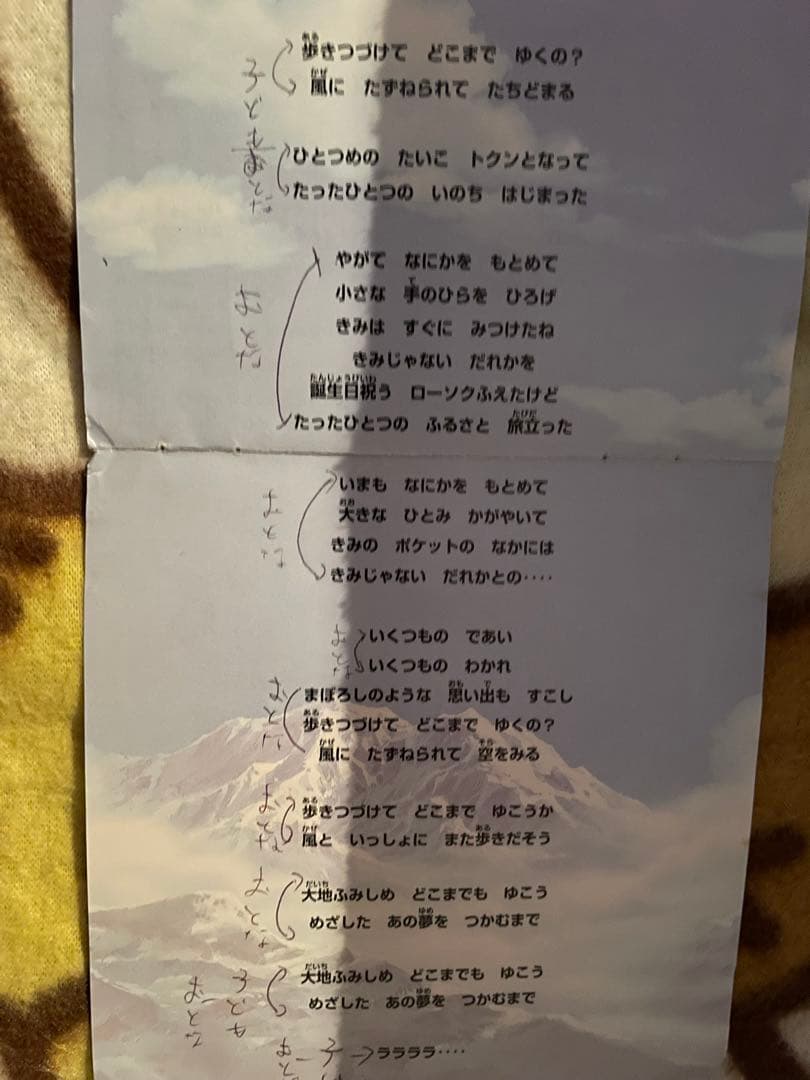 歩きつづけて どこまで ゆくの？
風に たずねられて たちどまる
子ども
ひとつめの たいこ トクンとなって
たったひとつの いのち はじまった
おとな
やがて なにかを もとめて
小さな 手のひらを ひろげ
きみは すぐに みつけたね
きみじゃない だれかを
誕生日祝う ローソクふえたけど
たったひとつの ふるさと 旅立った
おとな
いまも なにかを もとめて
大きな ひとみ かがやいて
きみの ポケットの なかには
きみじゃない だれかとの‥‥
おとな
いくつもの であい
いくつもの わかれ
おとな
まぼろしのような 思い出も すこし
歩きつづけて どこまで ゆくの？
風に たずねられて 空をみる
おとな
歩きつづけて どこまで ゆこうか
風と いっしょに また歩きだそう
おとな
大地ふみしめ どこまでも ゆこう
めざした あの夢を つかむまで
おとな
大地ふみしめ どこまでも ゆこう
めざした あの夢を つかむまで
子ども
おとな
ララララ‥‥